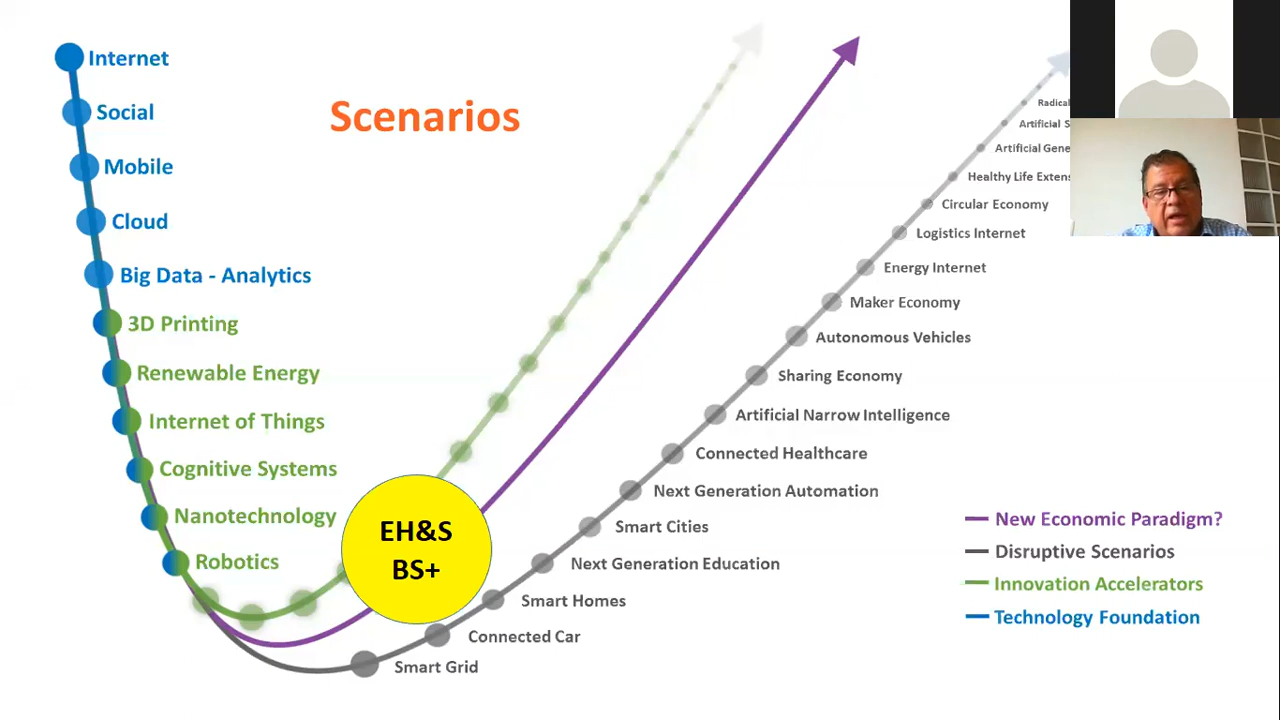 Scenarios
Internet
Social
Mobile
Cloud
Big Data - Analytics
3D Printing
Renewable Energy
Internet of Things
Cognitive Systems
Nanotechnology
Robotics
EH&S
BS+
Radical
Artificial
Artificial
Healthy Life
Circular Economy
Logistics Internet
Energy Internet
Maker Economy
Autonomous Vehicles
Sharing Economy
Artificial Narrow Intelligence
Connected Healthcare
Next Generation Automation
Smart Cities
Next Generation Education
Smart Homes
Connected Car
Smart Grid
New Economic Paradigm?
Disruptive Scenarios
Innovation Accelerators
Technology Foundation